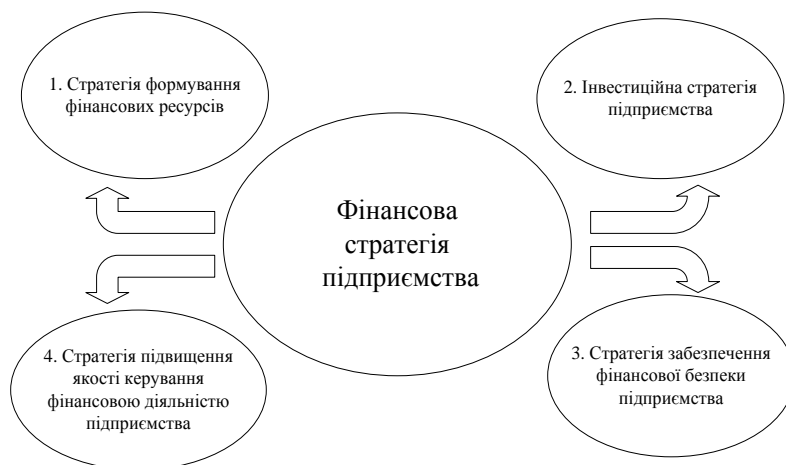 1. Стратегія формування
фінансових ресурсів
2. Інвестиційна стратегія
підприємства
Фінансова
стратегія
підприємства
4. Стратегія підвищення
якості керування
фінансовою діяльністю
підприємства
3. Стратегія забезпечення
фінансової безпеки
підприємства